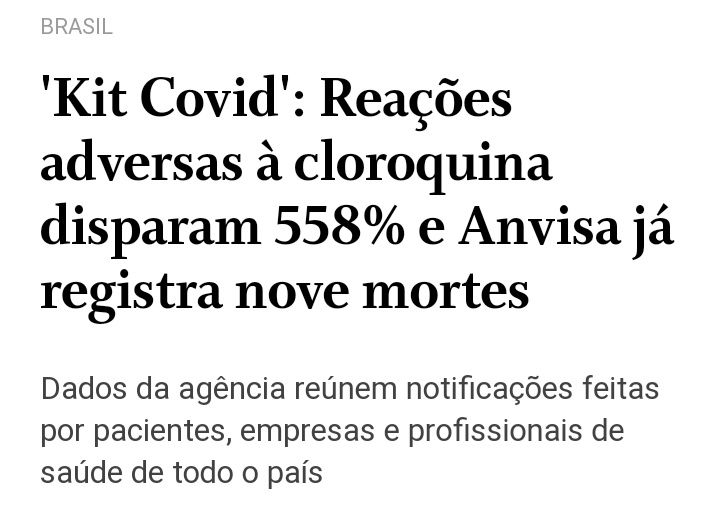 BRASIL
'Kit Covid': Reações
adversas à cloroquina
disparam 558% e Anvisa já
registra nove mortes
Dados da agência reúnem notificações feitas
por pacientes, empresas e profissionais de
saúde de todo o país